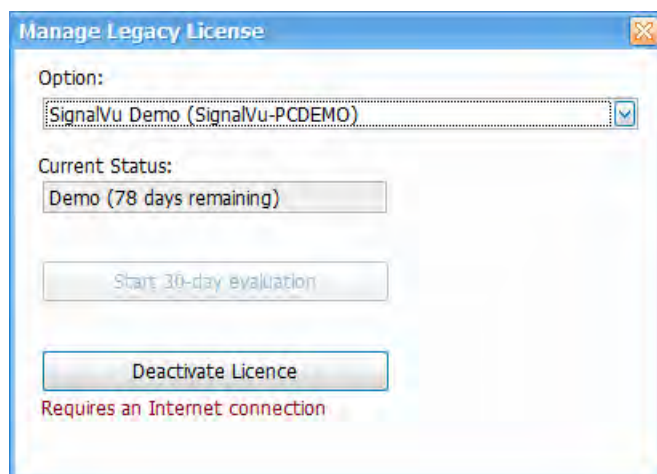 Manage Legacy License
Option:
SignalVu Demo (SignalVu-PCDEMO)
Current Status:
Demo (78 days remaining)
Start 30-day evaluation
Deactivate Licence
Requires an Internet connection